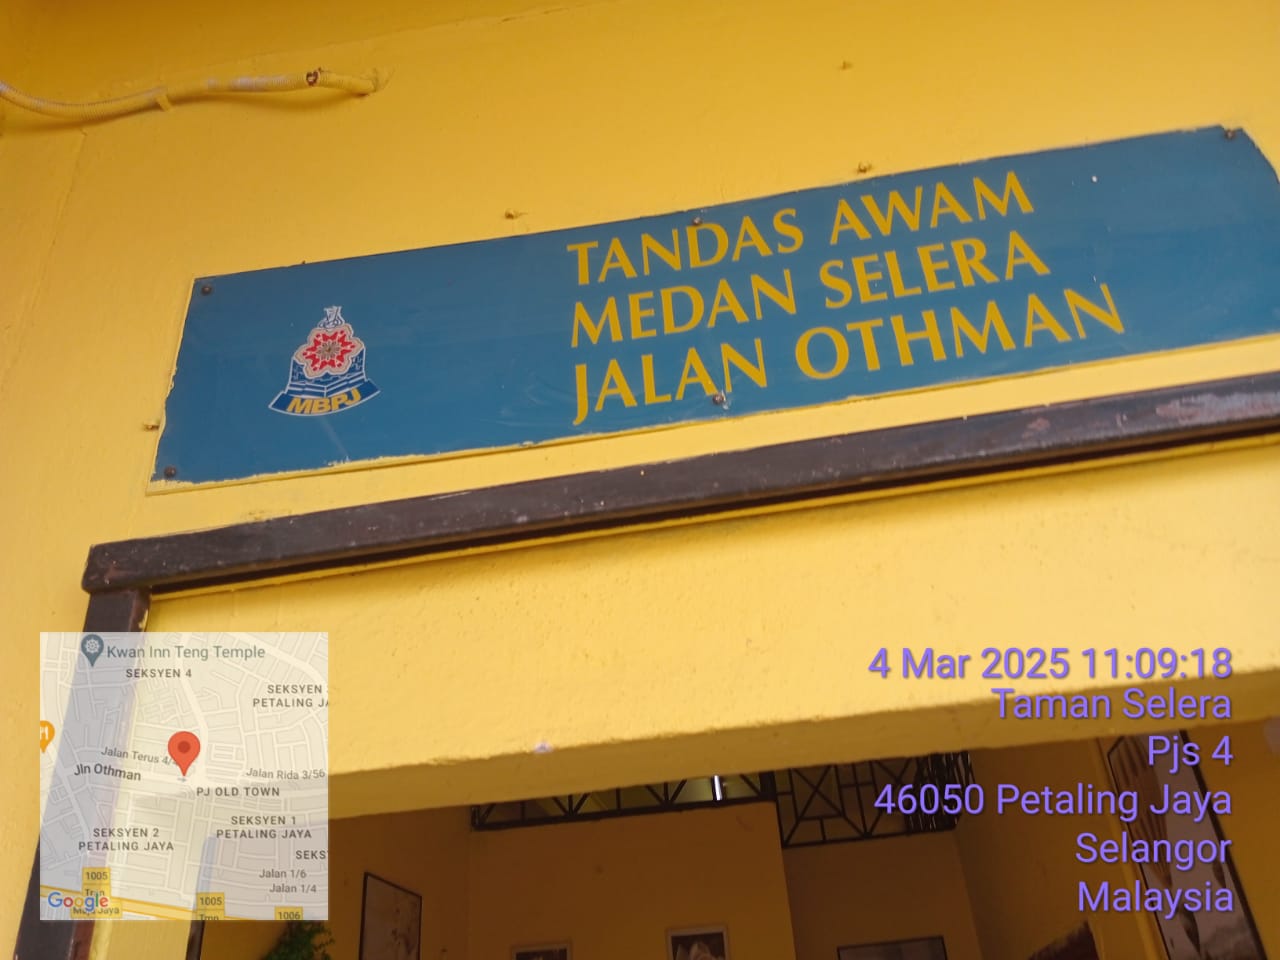 TANDAS AWAM
MEDAN SELERA
JALAN OTHMAN
MBPJ
Kwan Inn Teng Temple
SEKSYEN 4
SEKSYEN
PETALING JA
Jalan Terus 4/
Jln Othman
Jalan Rida 3/56
PJ OLD TOWN
SEKSYEN 2
PETALING JAYA
SEKSYEN 1
PETALING JAYA
SEKS
Jalan 1/6
Jalan 1/4
1005
1005
1006
Google
4 Mar 2025 11:09:18
Taman Selera
Pjs 4
46050 Petaling Jaya
Selangor
Malaysia